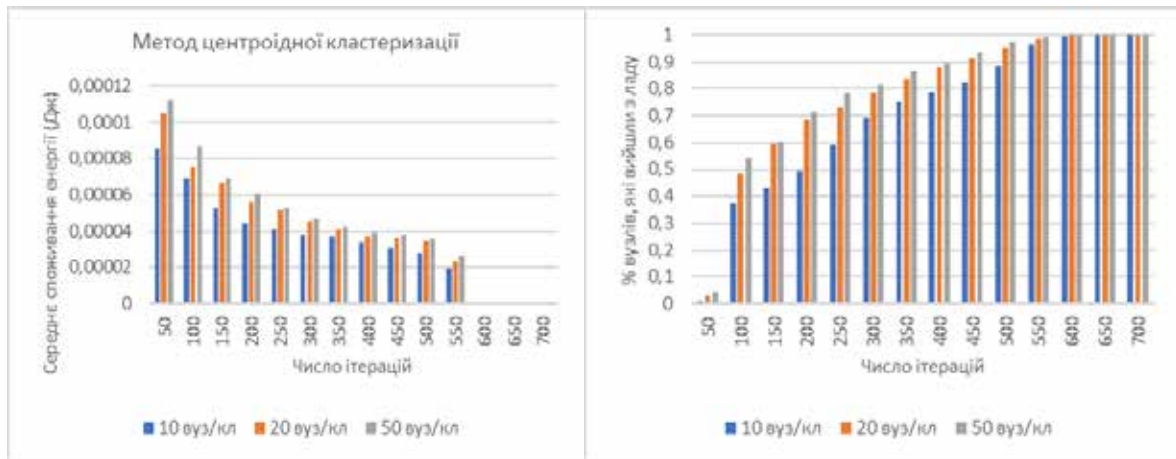 Метод центроідної кластеризації
Середнє споживання енергії (Дж)
0,00012
0,0001
0,00008
0,00006
0,00004
0,00002
0
50 100 150 200 250 300 350 400 450 500 550 600 650 700
Число ітерацій
10 вуз/кл 20 вуз/кл 50 вуз/кл
% вузлів, які вийшли з ладу
1
0,9
0,8
0,7
0,6
0,5
0,4
0,3
0,2
0,1
0
50 100 150 200 250 300 350 400 450 500 550 600 650 700
Число ітерацій
10 вуз/кл 20 вуз/кл 50 вуз/кл